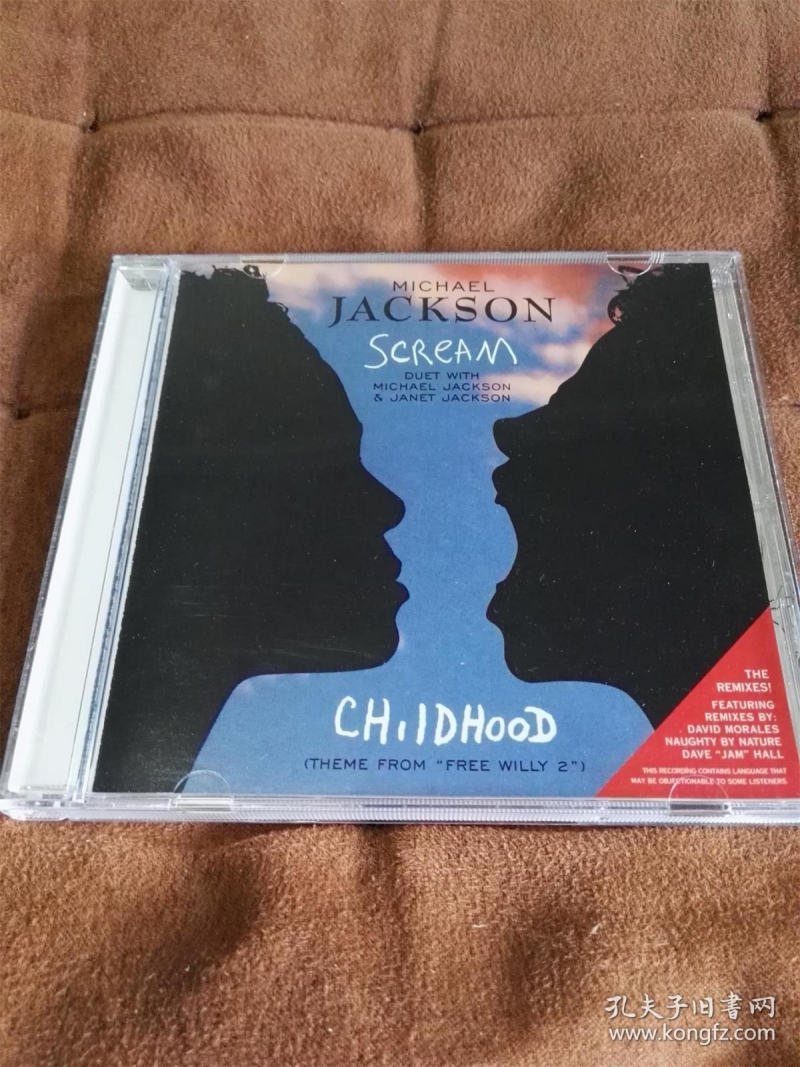 MICHAEL
JACKSON
SCREAM
DUET WITH
MICHAEL JACKSON
& JANET JACKSON
CHILDHOOD
(THEME FROM "FREE WILLY 2")
THE
REMIXES!
FEATURING
REMIXES BY:
DAVID MORALES
NAUGHTY BY NATURE
DAVE "JAM" HALL
THIS RECORDING CONTAINS LANGUAGE THAT
MAY BE OBJECTIONABLE TO SOME LISTENERS.
孔夫子旧書网
www.kongfz.com